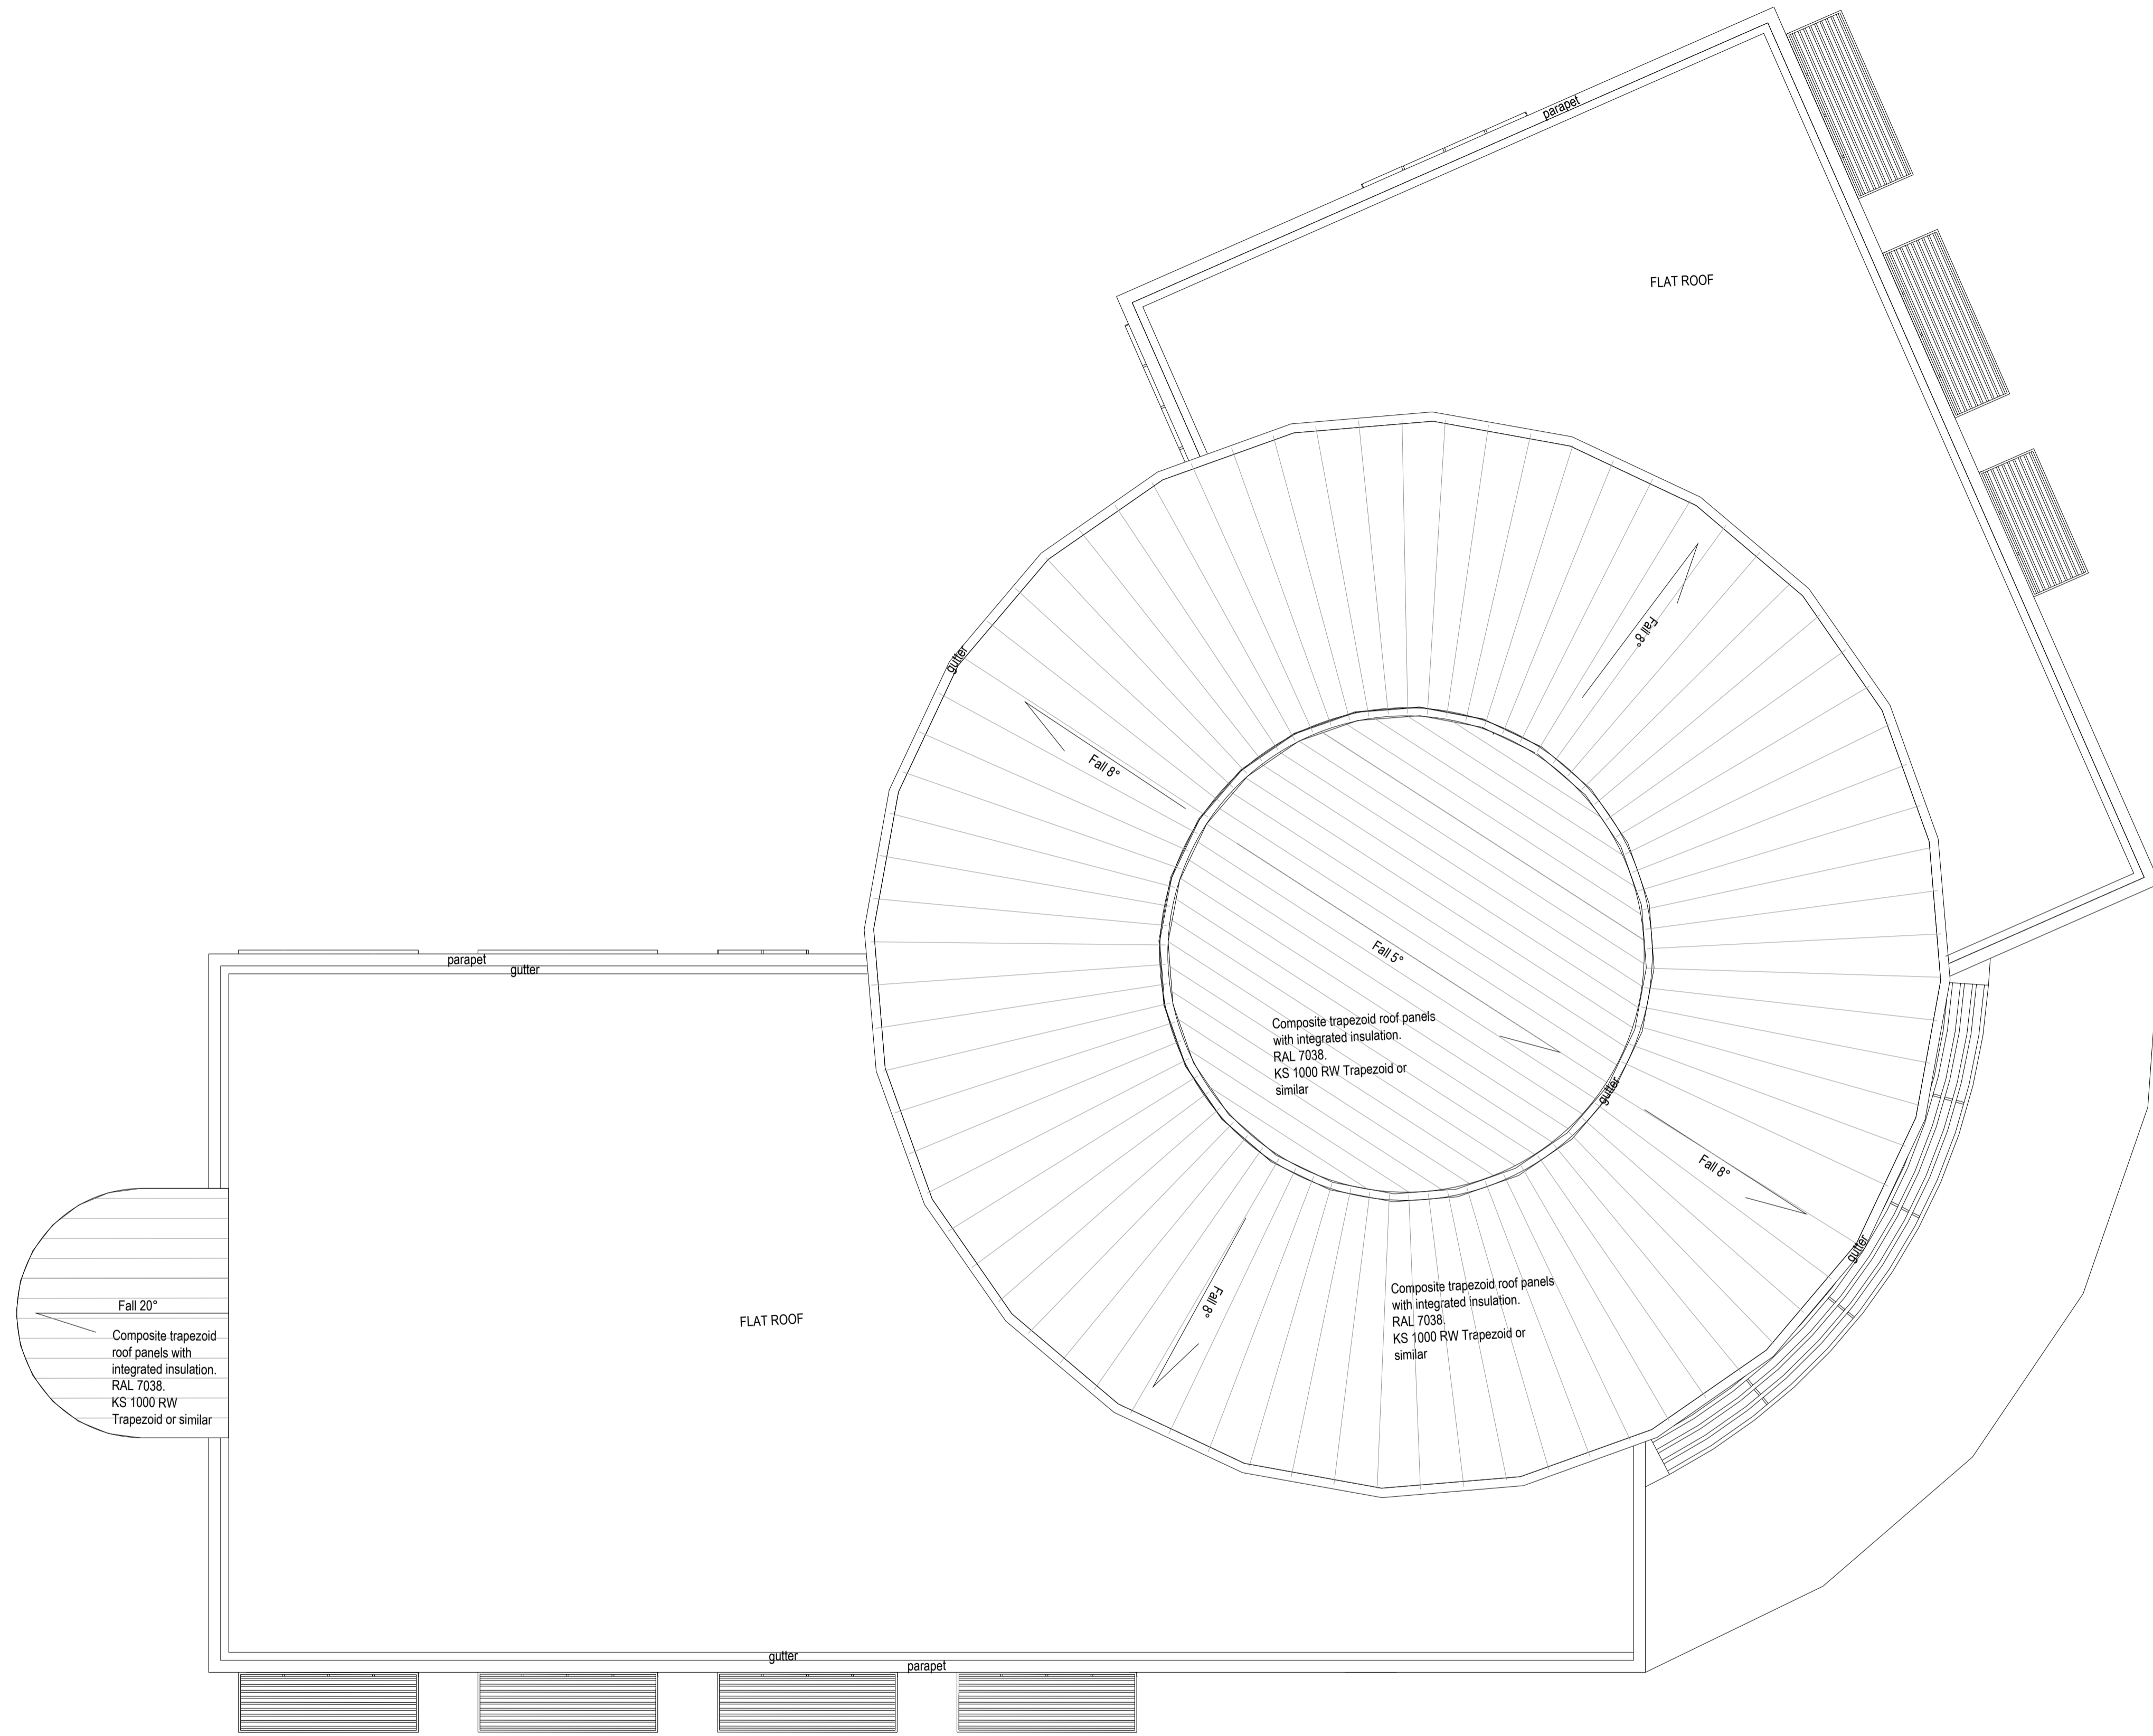 parapet
FLAT ROOF
Fall 8°
gutter
Fall 8°
Fall 5°
parapet
gutter
Composite trapezoid roof panels
with integrated insulation.
RAL 7038.
KS 1000 RW Trapezoid or
similar
gutter
Fall 8°
gutter
Fall 8°
Composite trapezoid roof panels
with integrated insulation.
RAL 7038.
KS 1000 RW Trapezoid or
similar
Fall 20°
Composite trapezoid
roof panels with
integrated insulation.
RAL 7038.
KS 1000 RW
Trapezoid or similar
FLAT ROOF
gutter
parapet